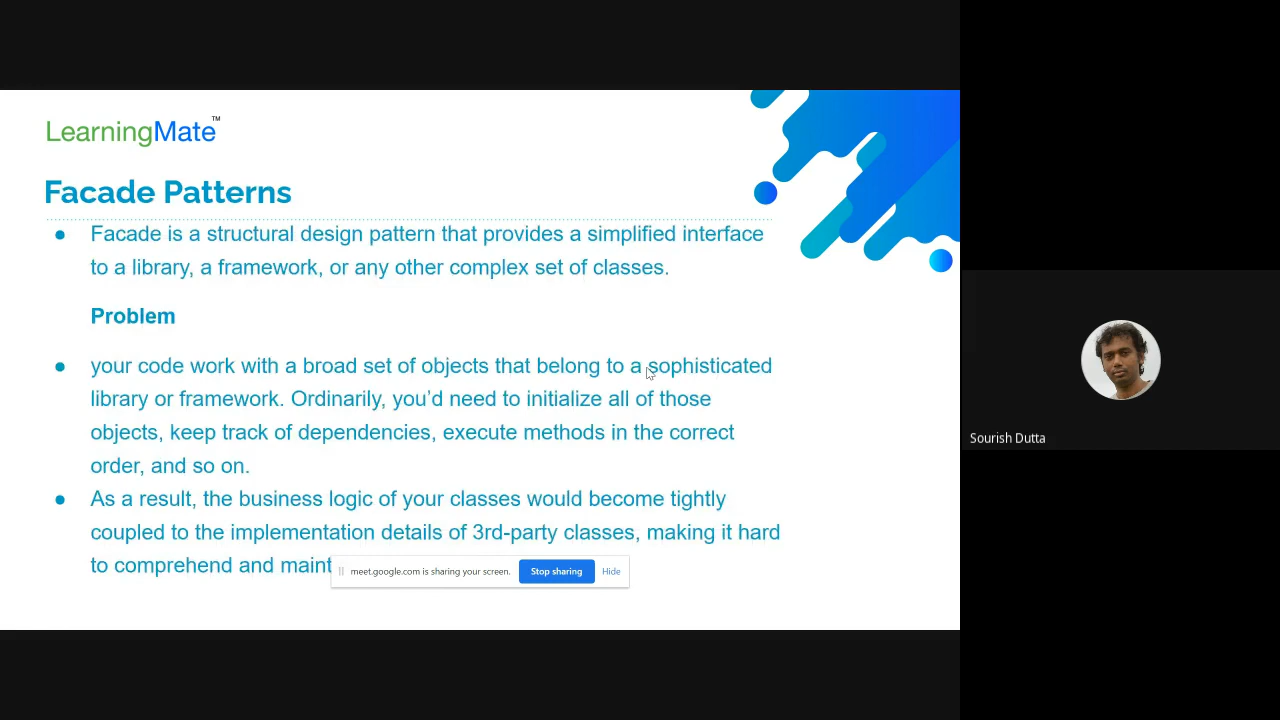 LearningMate™
Facade Patterns
● Facade is a structural design pattern that provides a simplified interface
to a library, a framework, or any other complex set of classes.
Problem
● your code work with a broad set of objects that belong to a sophisticated
library or framework. Ordinarily, you’d need to initialize all of those
objects, keep track of dependencies, execute methods in the correct
order, and so on.
● As a result, the business logic of your classes would become tightly
coupled to the implementation details of 3rd-party classes, making it hard
to comprehend and maint
meet.google.com is sharing your screen. Stop sharing Hide
Sourish Dutta